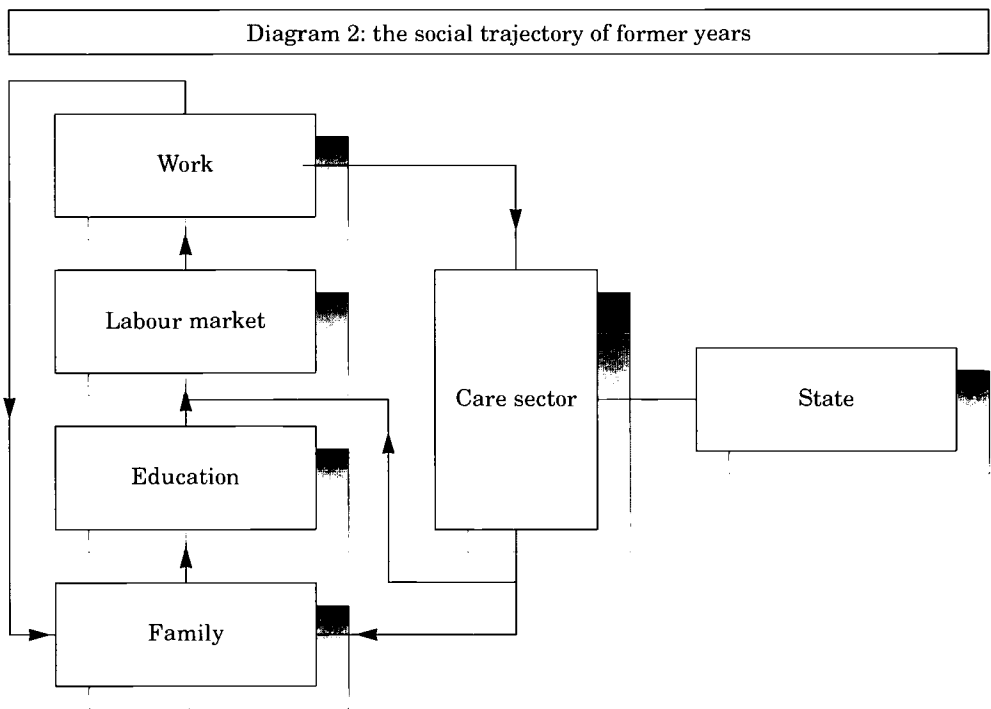 Diagram 2: the social trajectory of former years
Work
Labour market
Care sector
State
Education
Family